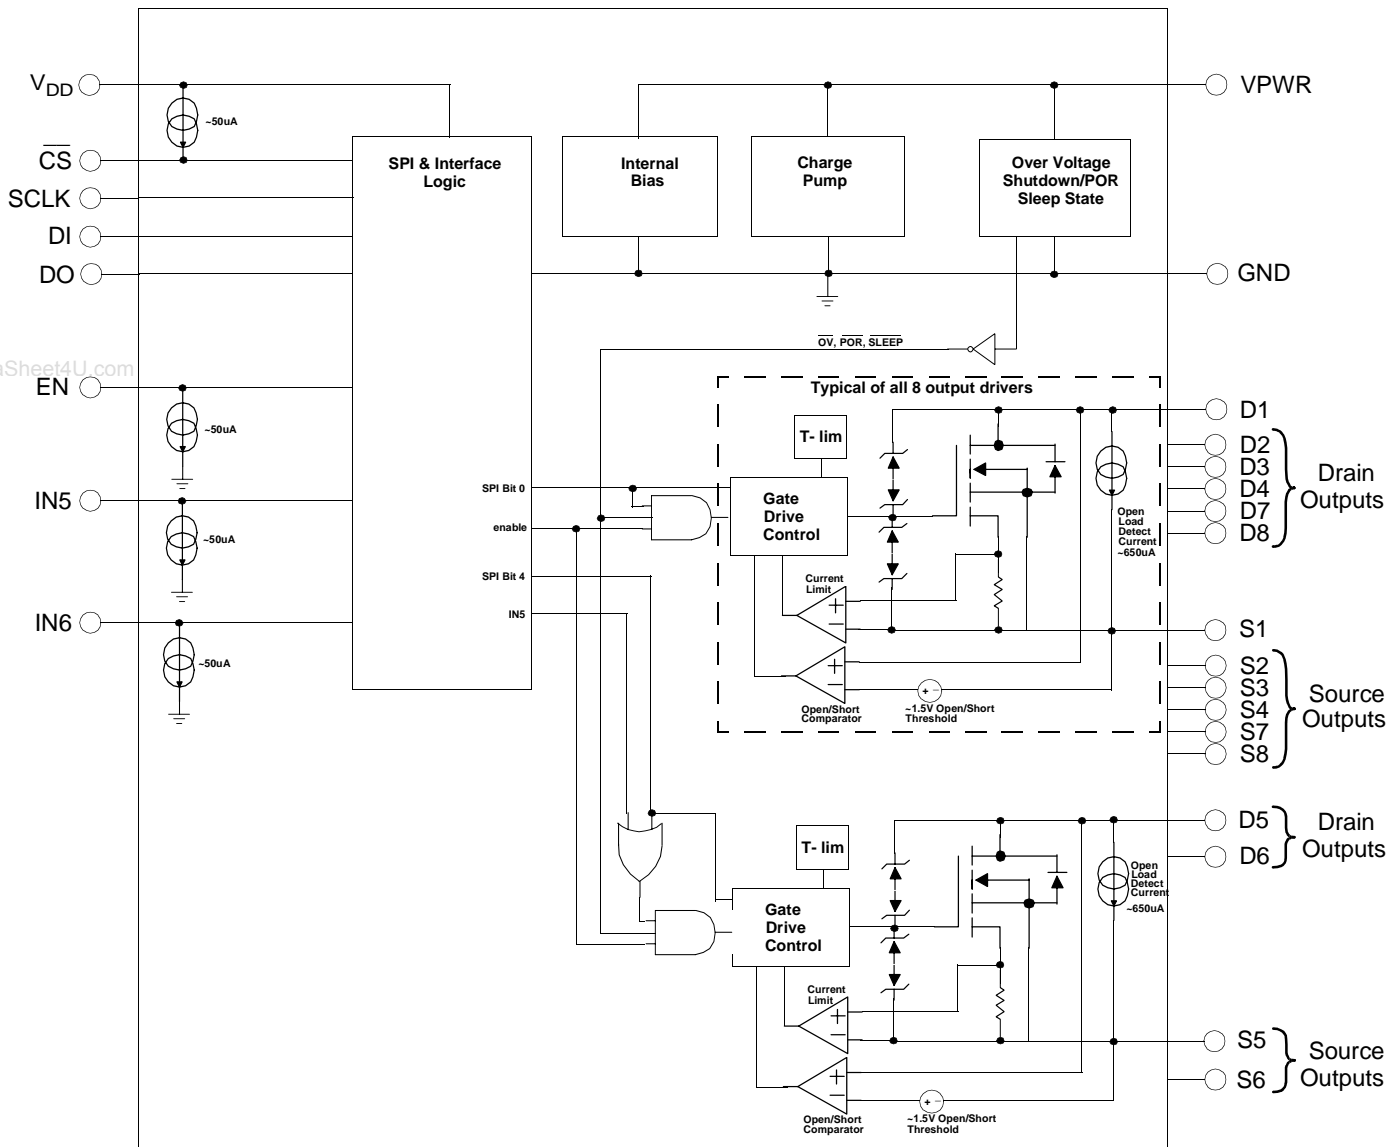 V_DD
CS
SCLK
DI
DO
EN
IN5
IN6
aSheet4U.com
~50uA
~50uA
~50uA
~50uA
SPI & Interface
Logic
SPI Bit 0
enable
SPI Bit 4
IN5
Internal
Bias
Charge
Pump
Over Voltage
Shutdown/POR
Sleep State
VPWR
GND
OV, POR, SLEEP
Typical of all 8 output drivers
T- lim
Gate
Drive
Control
Current
Limit
+
−
+
−
Open/Short
Comparator
+ −
~1.5V Open/Short
Threshold
Open
Load
Detect
Current
~650uA
D1
D2
D3
D4
D7
D8
Drain
Outputs
S1
S2
S3
S4
S7
S8
Source
Outputs
T- lim
Gate
Drive
Control
Current
Limit
+
−
+
−
Open/Short
Comparator
+ −
~1.5V Open/Short
Threshold
Open
Load
Detect
Current
~650uA
D5
D6
Drain
Outputs
S5
S6
Source
Outputs